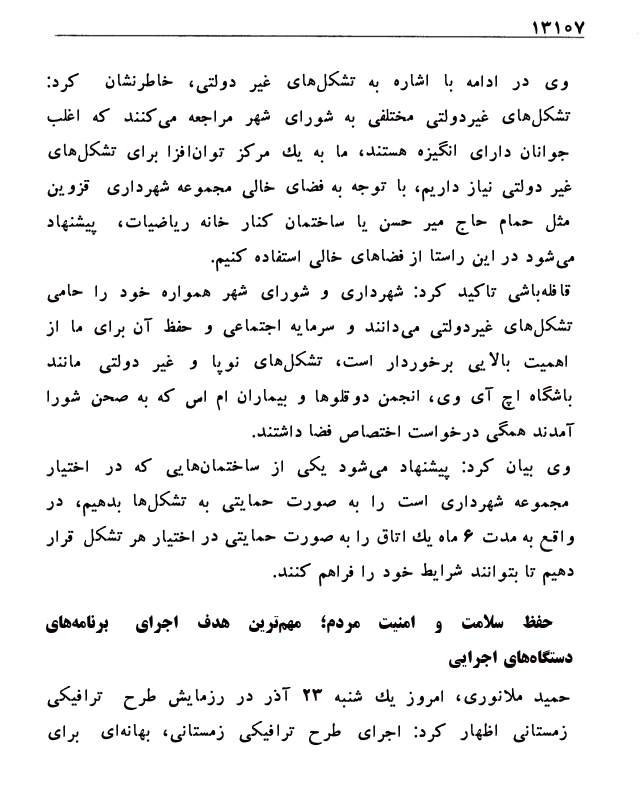 ۱۳۱۰۷
وی در ادامه با اشاره به تشکل‌های غیر دولتی، خاطرنشان کرد:
تشکل‌های غیردولتی مختلفی به شورای شهر مراجعه می‌کنند که اغلب
جوانان دارای انگیزه هستند، ما به یك مرکز توان‌افزا برای تشکل‌های
غیر دولتی نیاز داریم، با توجه به فضای خالی مجموعه شهرداری قزوین
مثل حمام حاج میر حسن یا ساختمان کنار خانه ریاضیات، پیشنهاد
می‌شود در این راستا از فضاهای خالی استفاده کنیم.
قافله‌باشی تاکید کرد: شهرداری و شورای شهر همواره خود را حامی
تشکل‌های غیردولتی می‌دانند و سرمایه اجتماعی و حفظ آن برای ما از
اهمیت بالایی برخوردار است، تشکل‌های نوپا و غیر دولتی مانند
باشگاه اچ آی وی، انجمن دوقلوها و بیماران ام اس که به صحن شورا
آمدند همگی درخواست اختصاص فضا داشتند.
وی بیان کرد: پیشنهاد می‌شود یکی از ساختمان‌هایی که در اختیار
مجموعه شهرداری است را به صورت حمایتی به تشکل‌ها بدهیم، در
واقع به مدت ۶ ماه یك اتاق را به صورت حمایتی در اختیار هر تشکل قرار
دهیم تا بتوانند شرایط خود را فراهم کنند.
حفظ سلامت و امنیت مردم؛ مهم‌ترین هدف اجرای برنامه‌های
دستگاه‌های اجرایی
حمید ملانوری، امروز یك شنبه ۲۳ آذر در رزمایش طرح ترافیکی
زمستانی اظهار کرد: اجرای طرح ترافیکی زمستانی، بهانه‌ای برای